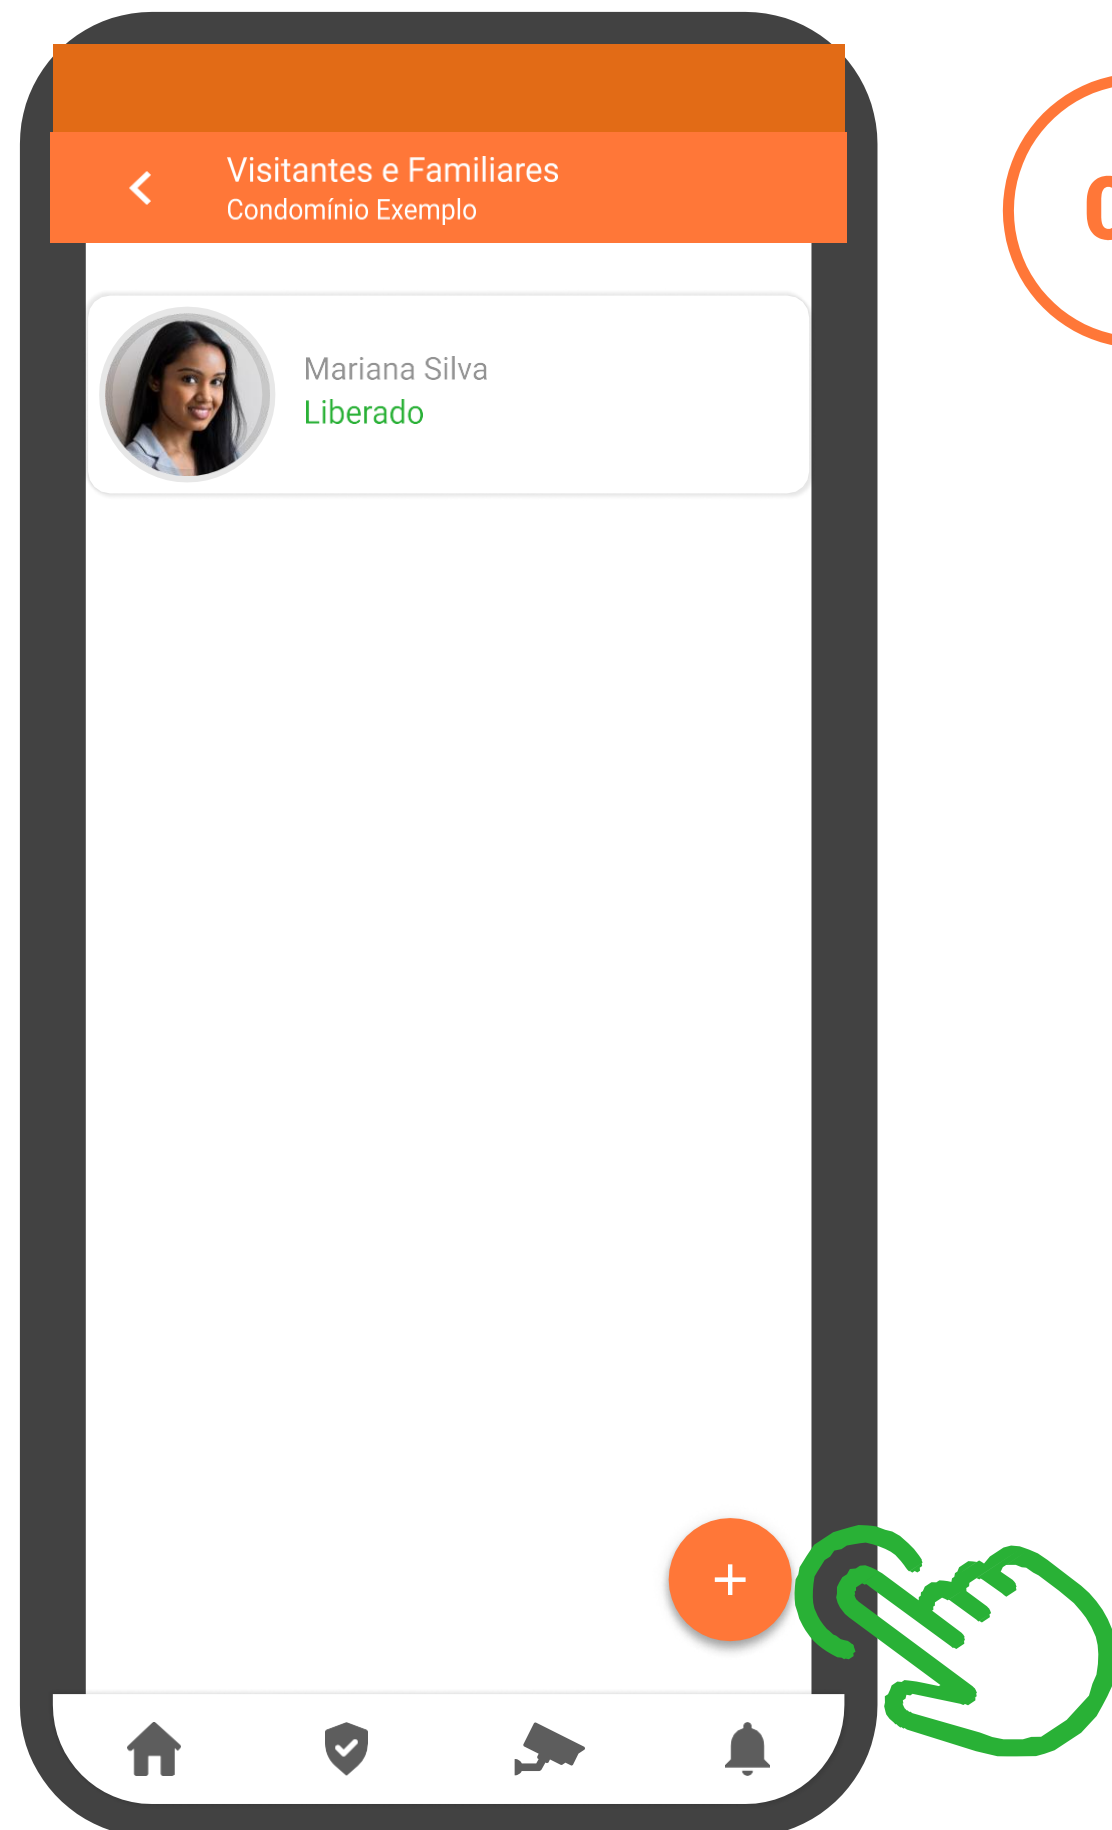 Visitantes e Familiares
Condomínio Exemplo
Mariana Silva
Liberado
+